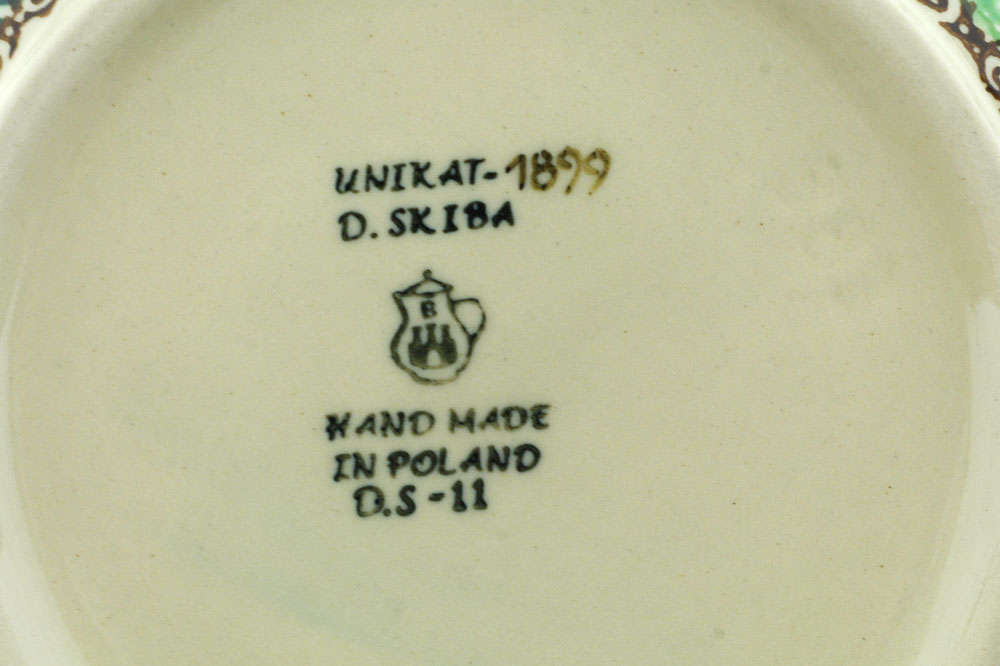 UNIKAT-1899
D. SKIBA
B
HAND MADE
IN POLAND
D.S-11